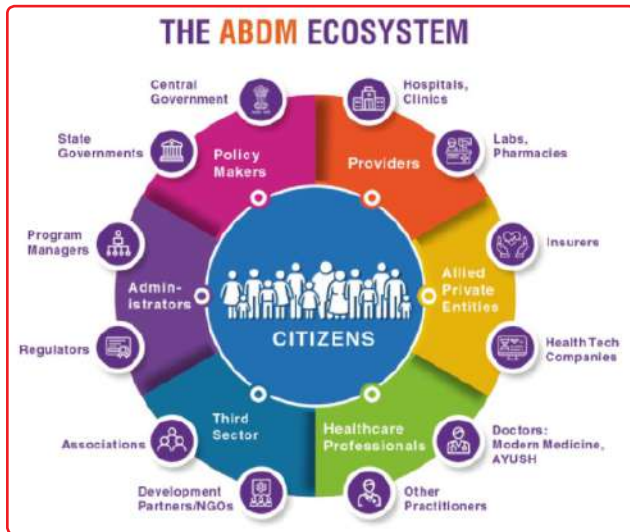 THE ABDM ECOSYSTEM
Central
Government
Hospitals,
Clinics
State
Governments
Policy
Makers
Providers
Labs,
Pharmacies
Program
Managers
Admin-
istrators
Insurers
Allied
Private
Entities
CITIZENS
Regulators
Health Tech
Companies
Third
Sector
Healthcare
Professionals
Associations
Doctors:
Modern Medicine,
AYUSH
Development
Partners/NGOs
Other
Practitioners